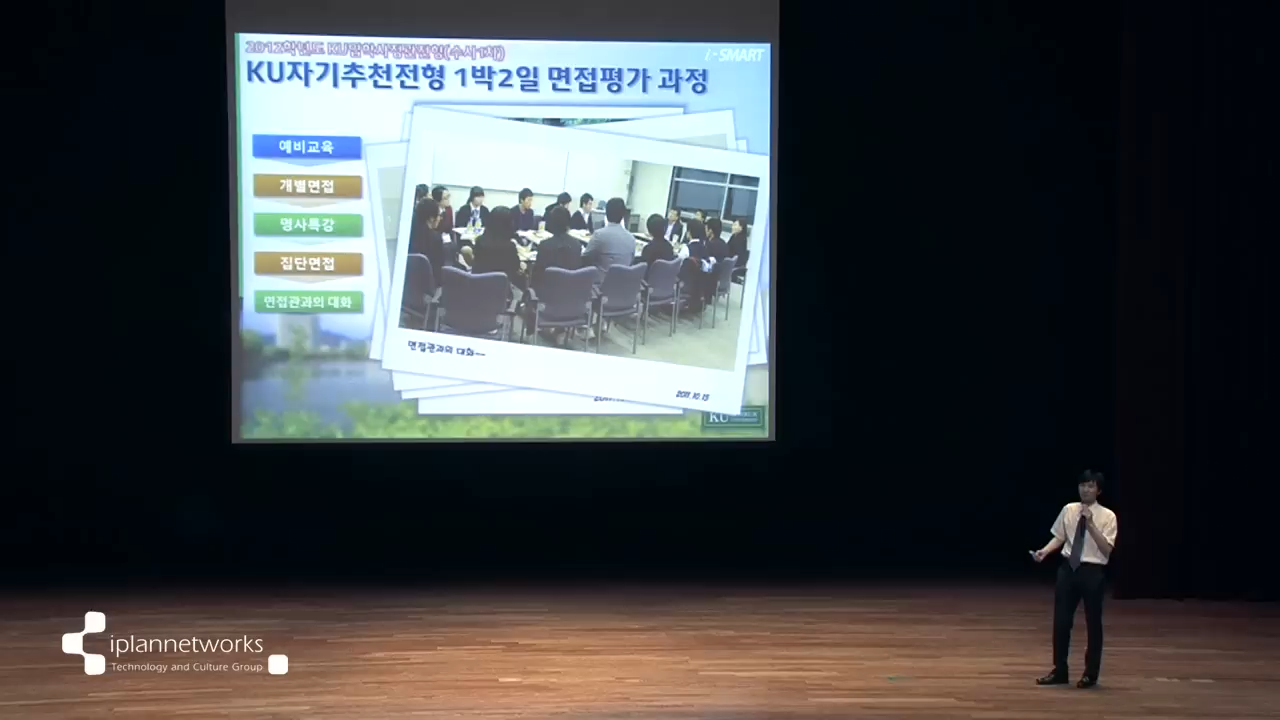 2012학년도 KU입학사정관전형(수시1차)
i-SMART
KU자기추천전형 1박2일 면접평가 과정
예비교육
개별면접
명사특강
집단면접
면접관과의 대화
면접관과의 대화~
2011.10.15
KU
iplannetworks
Technology and Culture Group